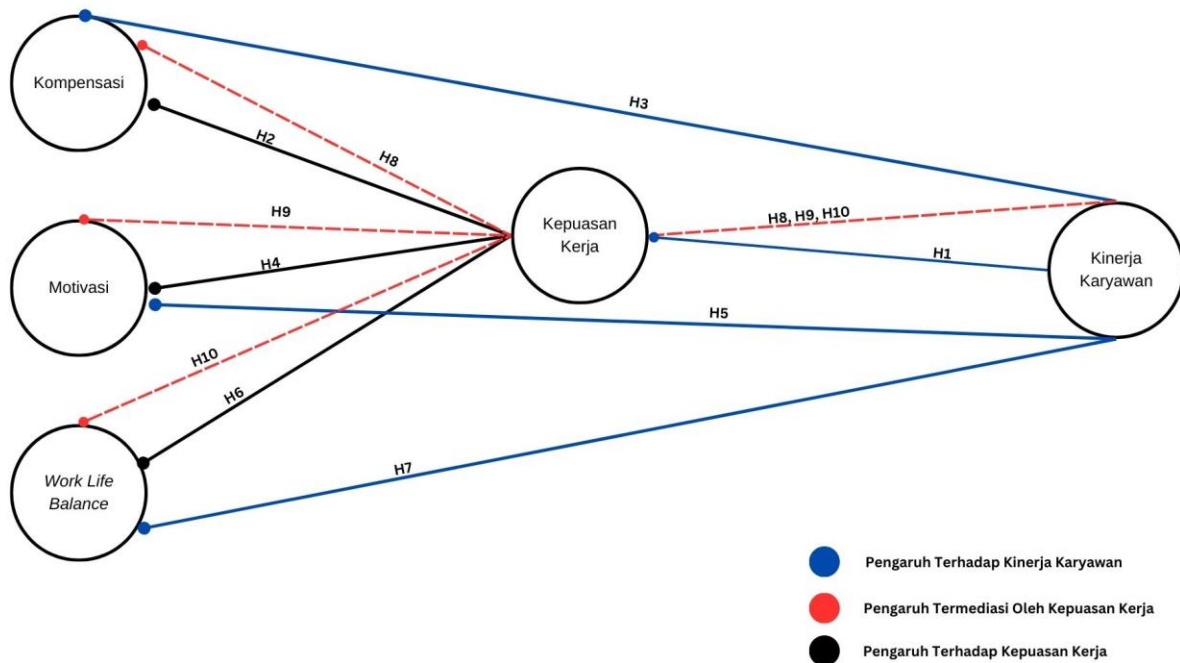 Kompensasi
H3
H2
H8
H9
Kepuasan
Kerja
H8, H9, H10
H1
Kinerja
Karyawan
Motivasi
H4
H5
H10
H6
Work Life
Balance
H7
Pengaruh Terhadap Kinerja Karyawan
Pengaruh Termediasi Oleh Kepuasan Kerja
Pengaruh Terhadap Kepuasan Kerja